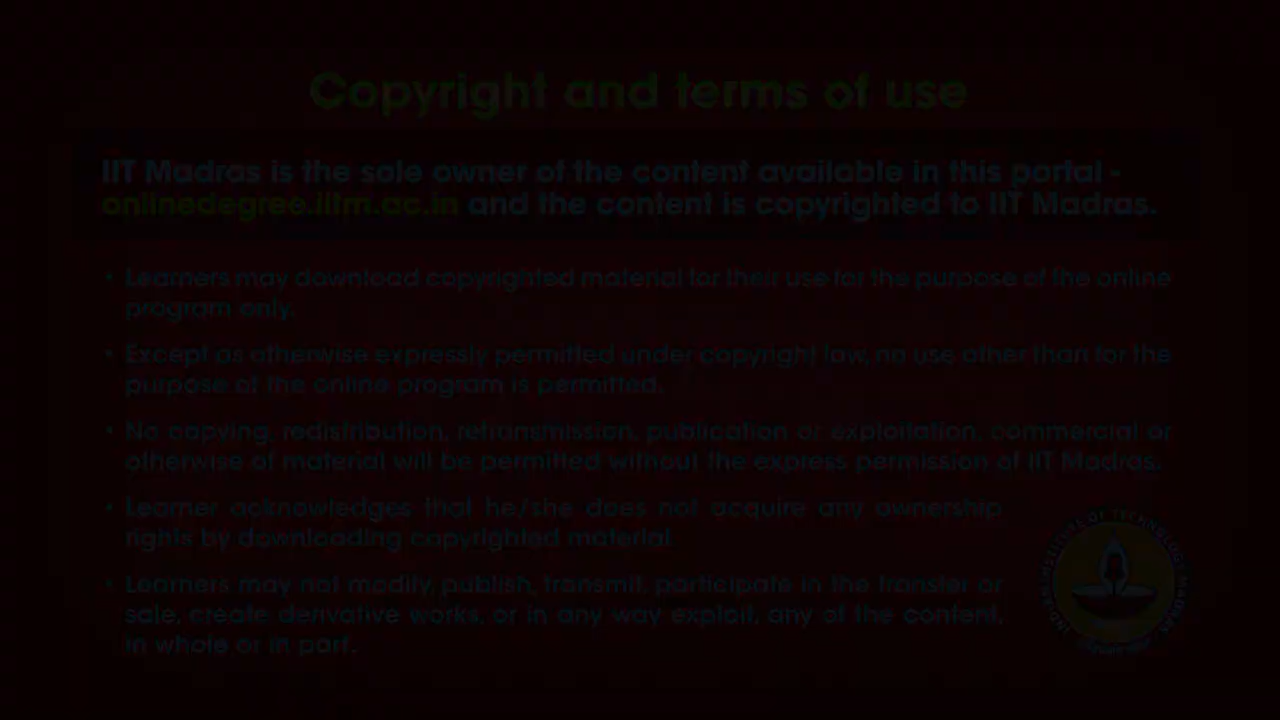 Copyright and terms of use
IIT Madras is the sole owner of the content available in this portal -
onlinedegree.iitm.ac.in and the content is copyrighted to IIT Madras.
• Learners may download copyrighted material for their use for the purpose of the online
program only.
• Except as otherwise expressly permitted under copyright law, no use other than for the
purpose of the online program is permitted.
• No copying, redistribution, retransmission, publication or exploitation, commercial or
otherwise of material will be permitted without the express permission of IIT Madras.
• Learner acknowledges that he/she does not acquire any ownership
rights by downloading copyrighted material.
• Learners may not modify, publish, transmit, participate in the transfer or
sale, create derivative works, or in any way exploit, any of the content,
in whole or in part.
INDIAN INSTITUTE OF TECHNOLOGY MADRAS